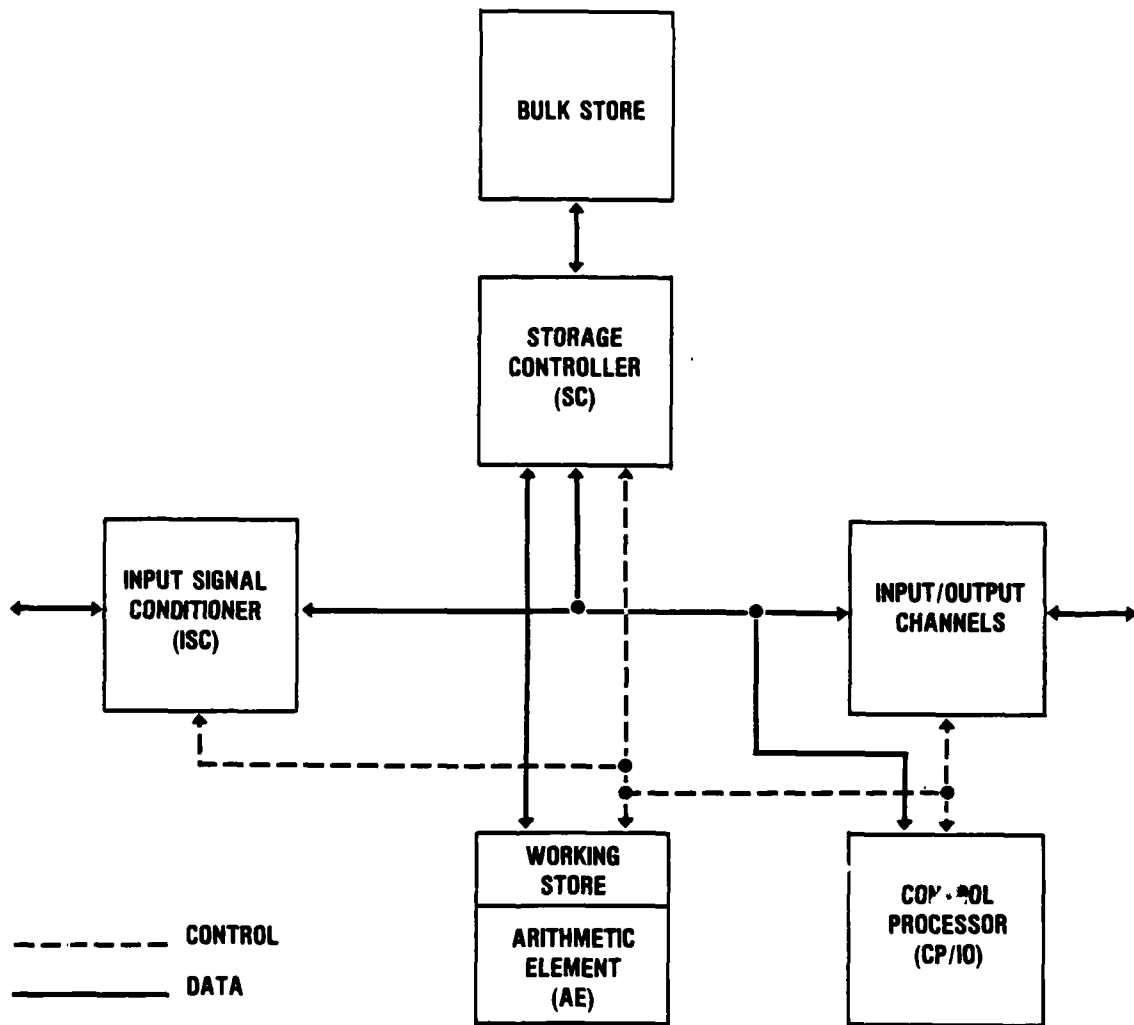 BULK STORE
STORAGE
CONTROLLER
(SC)
INPUT SIGNAL
CONDITIONER
(ISC)
INPUT/OUTPUT
CHANNELS
WORKING
STORE
ARITHMETIC
ELEMENT
(AE)
PROCESSOR
(CP/IO)
CONTROL
DATA